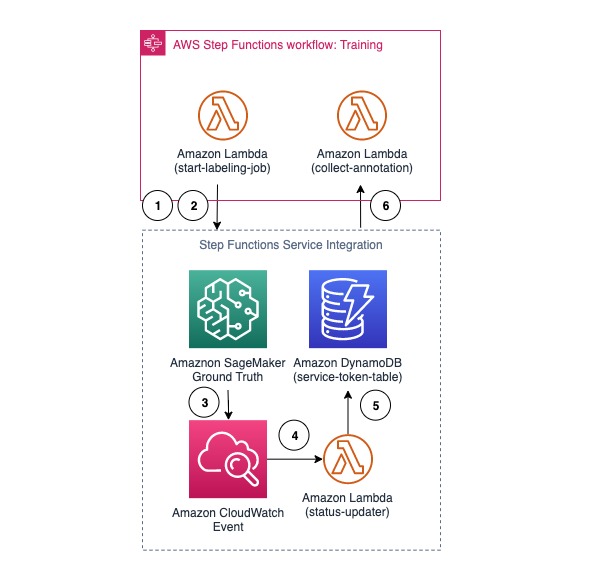 AWS Step Functions workflow: Training
Amazon Lambda
(start-labeling-job)
Amazon Lambda
(collect-annotation)
1
2
6
Step Functions Service Integration
Amaznon SageMaker
Ground Truth
Amazon DynamoDB
(service-token-table)
3
5
4
Amazon CloudWatch
Event
Amazon Lambda
(status-updater)